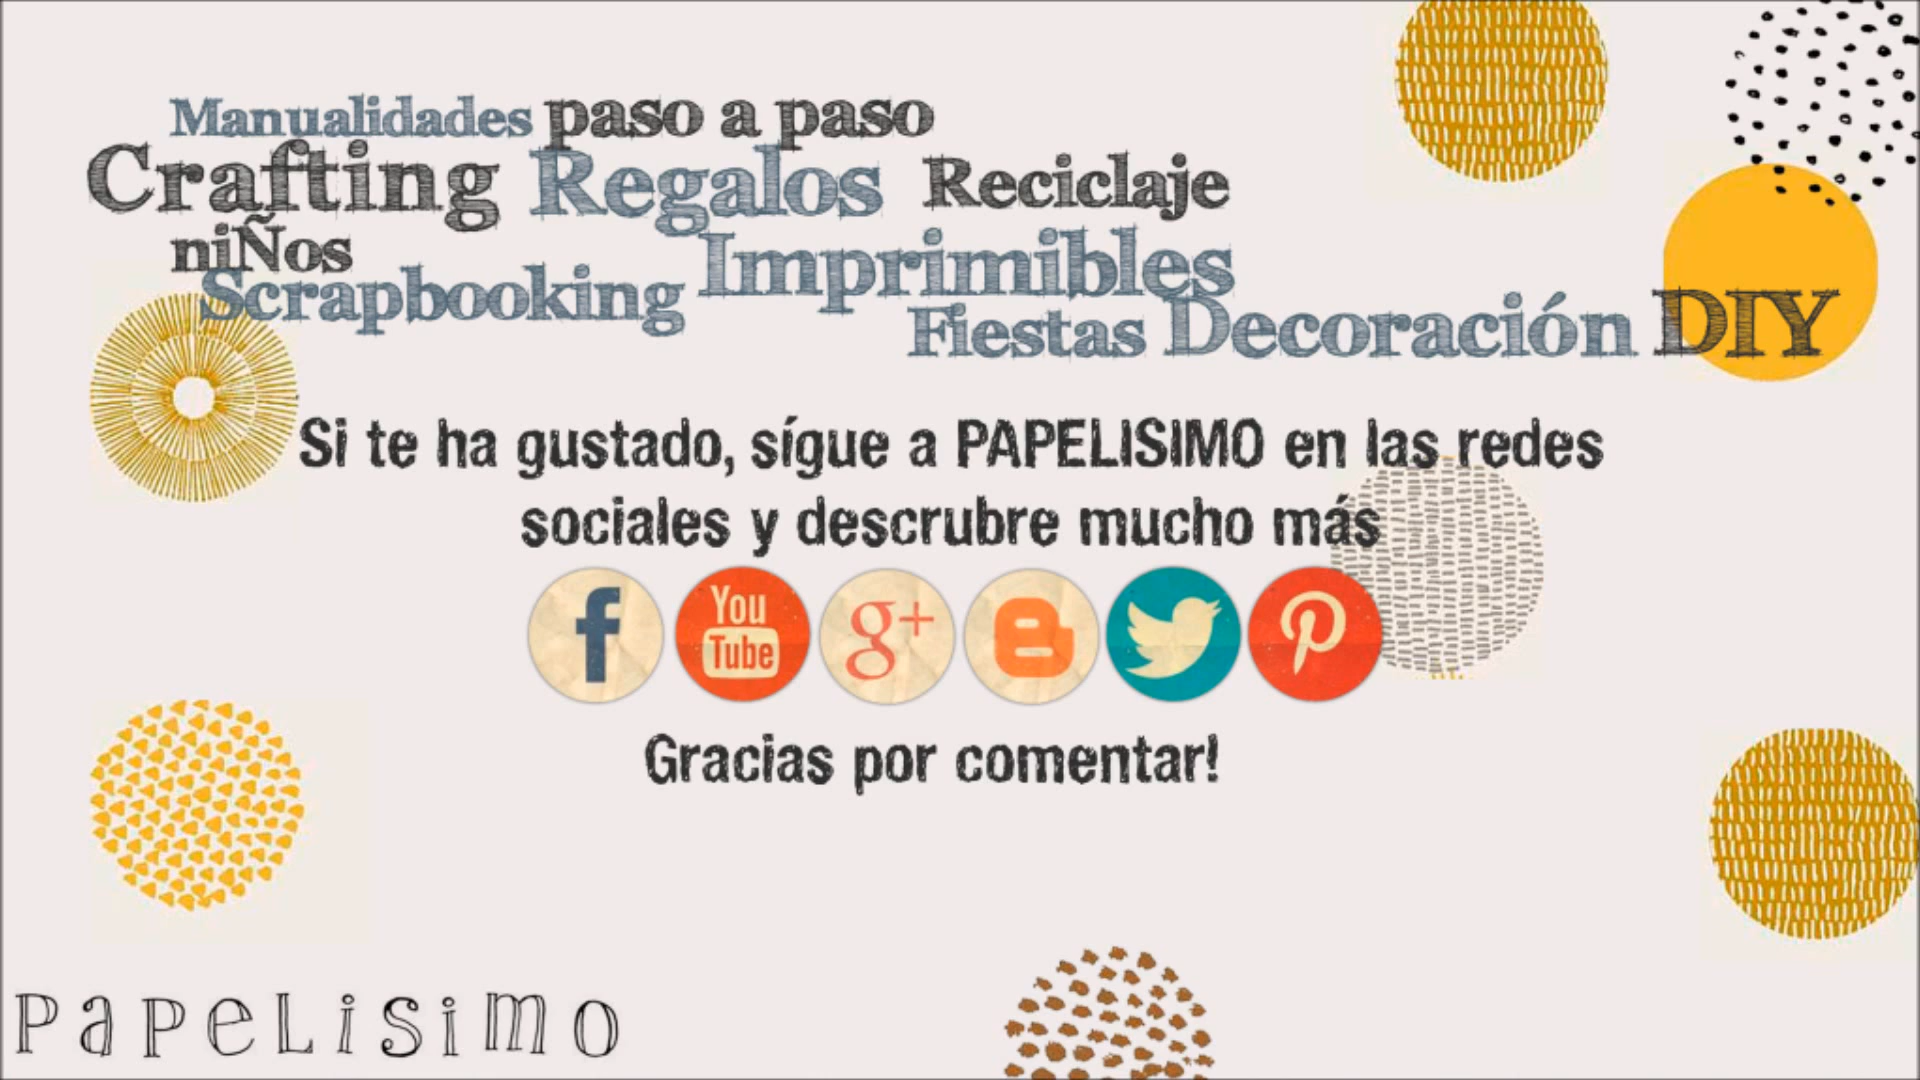 Manualidades paso a paso
Crafting Regalos Reciclaje
niÑos
Scrapbooking Imprimibles
Fiestas Decoración DIY
Si te ha gustado, sígue a PAPELISIMO en las redes
sociales y descrubre mucho más
f You Tube g+ B P
Gracias por comentar!
PaPeLisimo